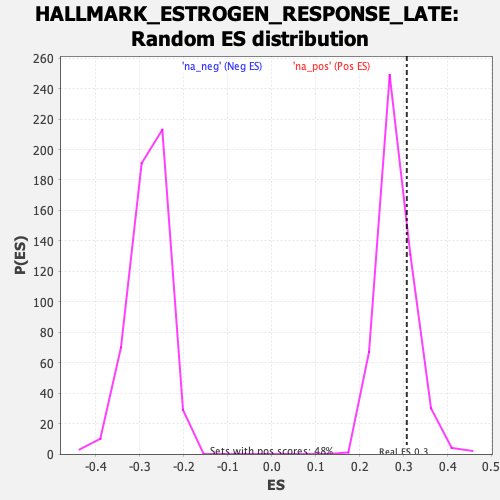 HALLMARK_ESTROGEN_RESPONSE_LATE:
Random ES distribution
'na_neg' (Neg ES) 'na_pos' (Pos ES)
260
240
220
200
180
160
140
120
100
80
60
40
20
0
P(ES)
Sets with pos scores: 48% Real ES 0.3
-0.4 -0.3 -0.2 -0.1 0.0 0.1 0.2 0.3 0.4 0.5
ES